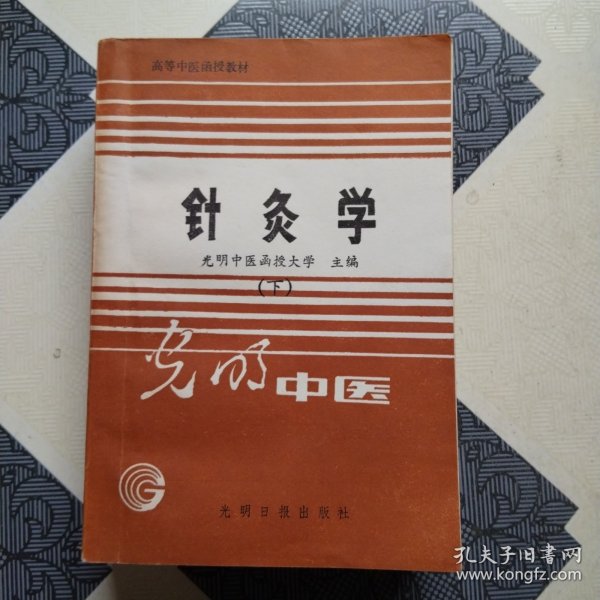 高等中医函授教材
针灸学
光明中医函授大学 主编
(下)
光明中医
光明日报出版社
孔夫子旧书网
www.kongfz.com